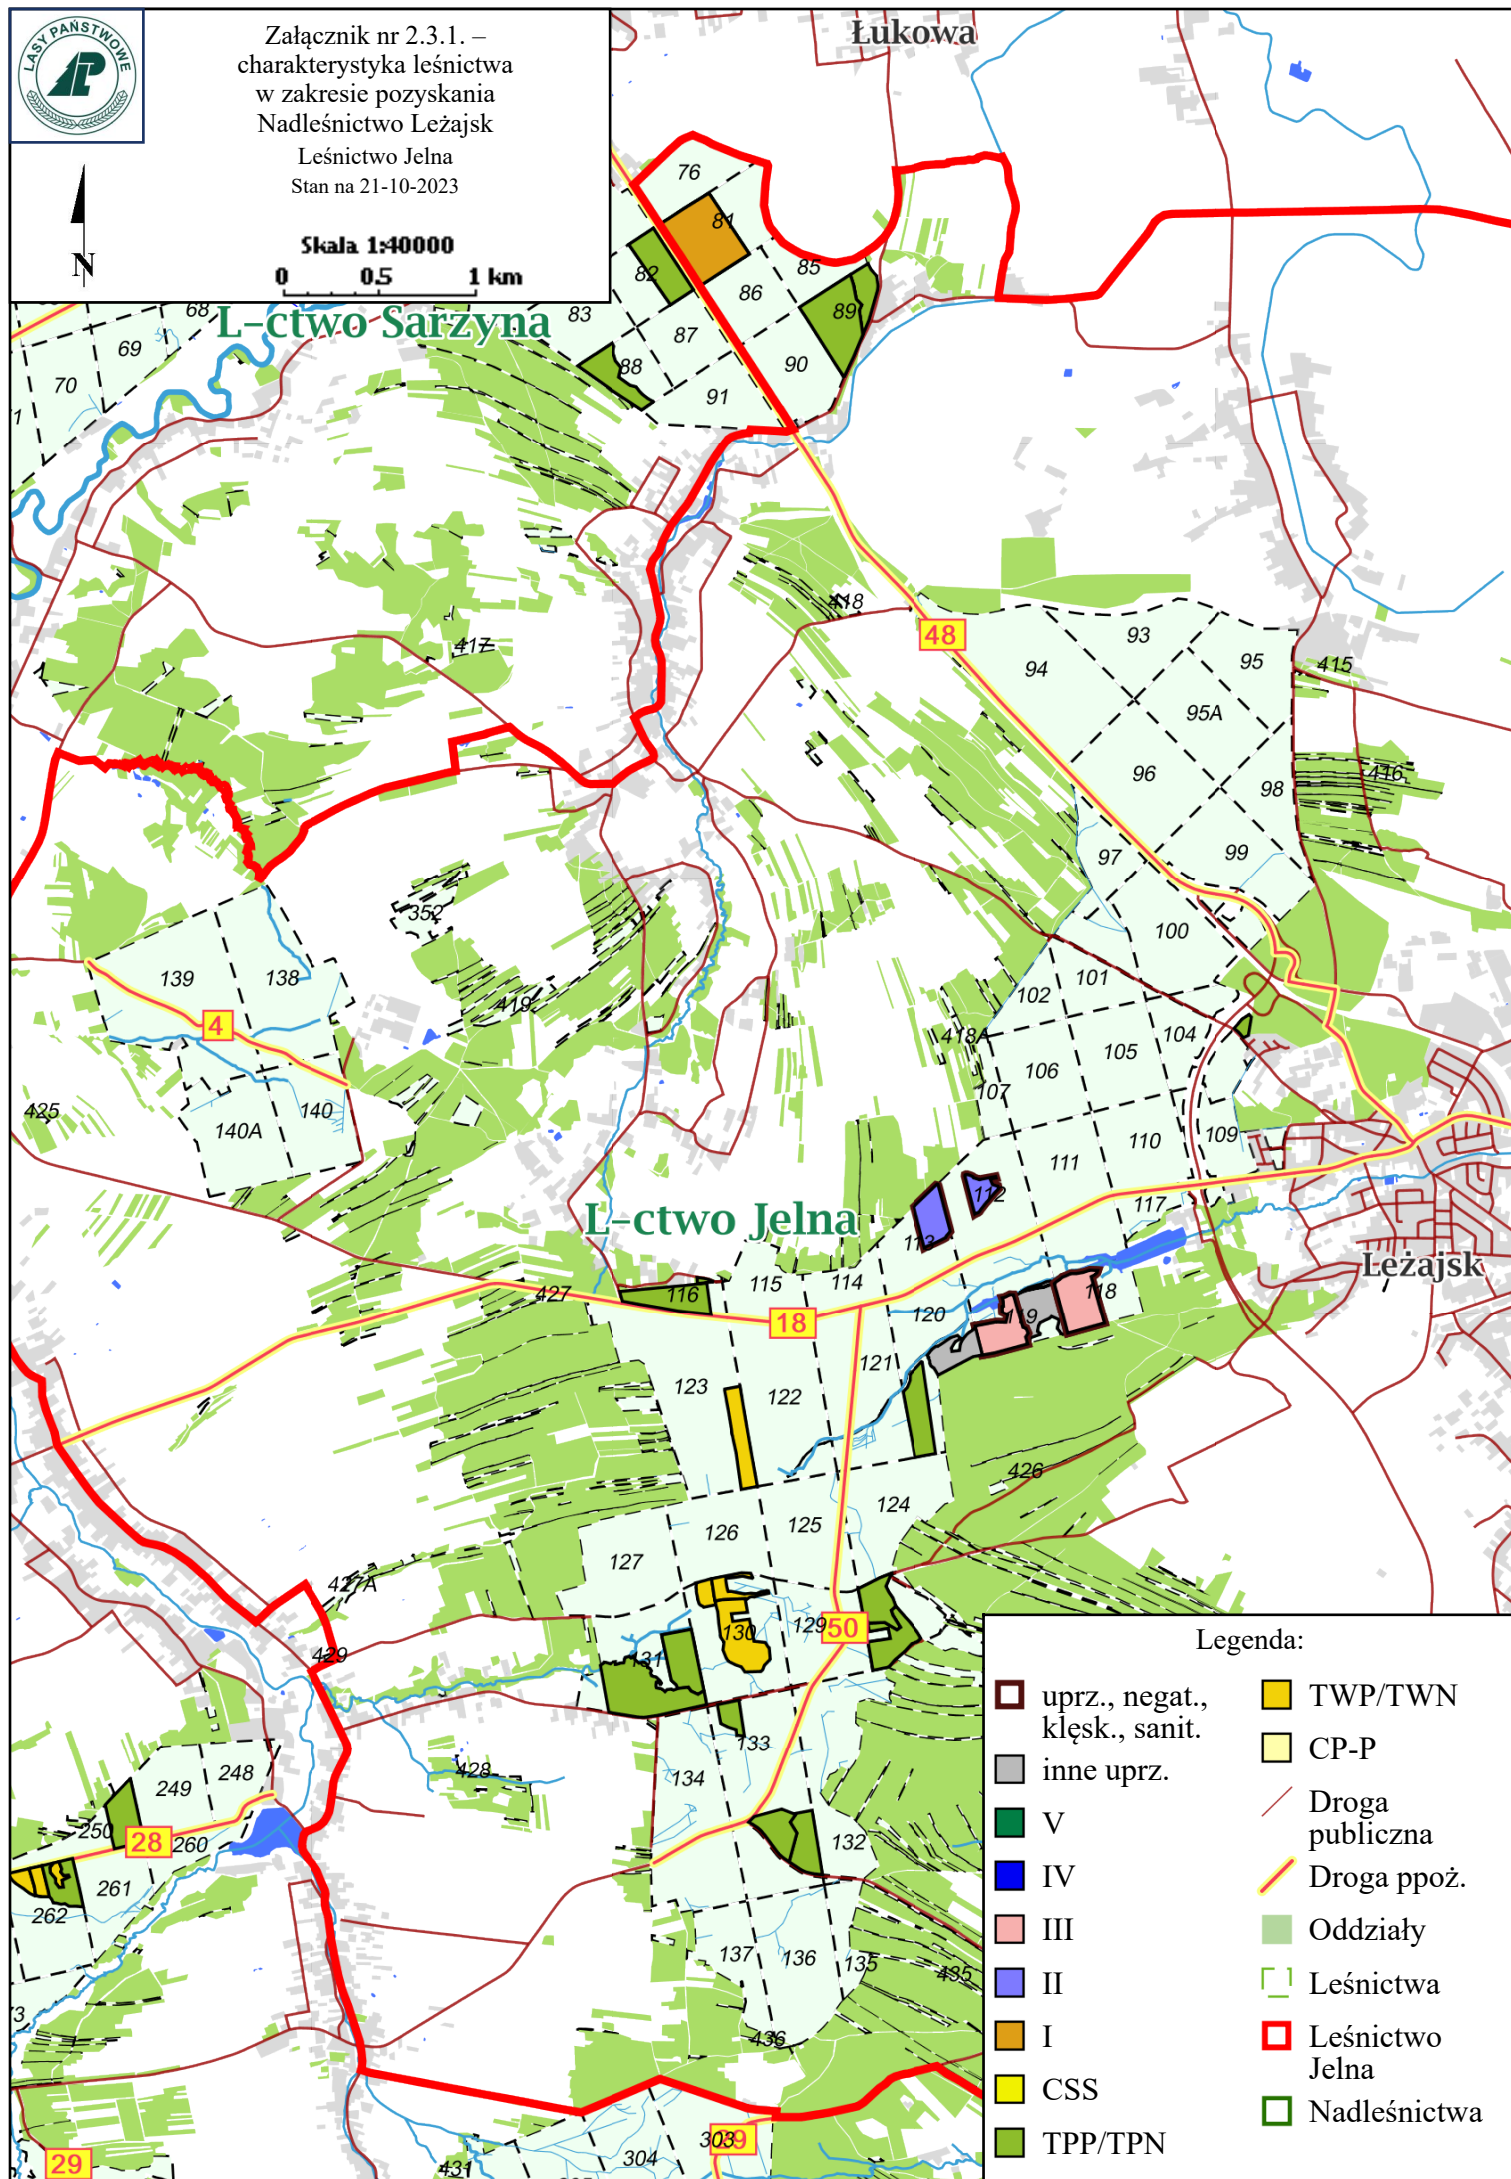 LASY PAŃSTWOWE
Załącznik nr 2.3.1. –
charakterystyka leśnictwa
w zakresie pozyskania
Nadleśnictwo Leżajsk
Leśnictwo Jelna
Stan na 21-10-2023
Skala 1:40000
0 0.5 1 km
N
Łukowa
76
81
82
85
86
83
89
87
88
90
91
68
L-ctwo Sarzyna
69
70
418
48
93
94
95
415
417
95A
96
98
416
97
99
352
100
139
138
101
102
419
4
418A
104
105
106
107
425
140
140A
109
110
111
112
117
L-ctwo Jelna
113
Leżajsk
115
114
116
427
118
119
120
18
121
123
122
426
124
125
126
127
427A
130
129
50
429
131
133
134
428
249
248
250
28
260
132
261
262
137
136
135
435
436
303
304
431
29
Legenda:
uprz., negat.,
klęsk., sanit.
inne uprz.
V
IV
III
II
I
CSS
TPP/TPN
TWP/TWN
CP-P
Droga
publiczna
Droga ppoż.
Oddziały
Leśnictwa
Leśnictwo
Jelna
Nadleśnictwa